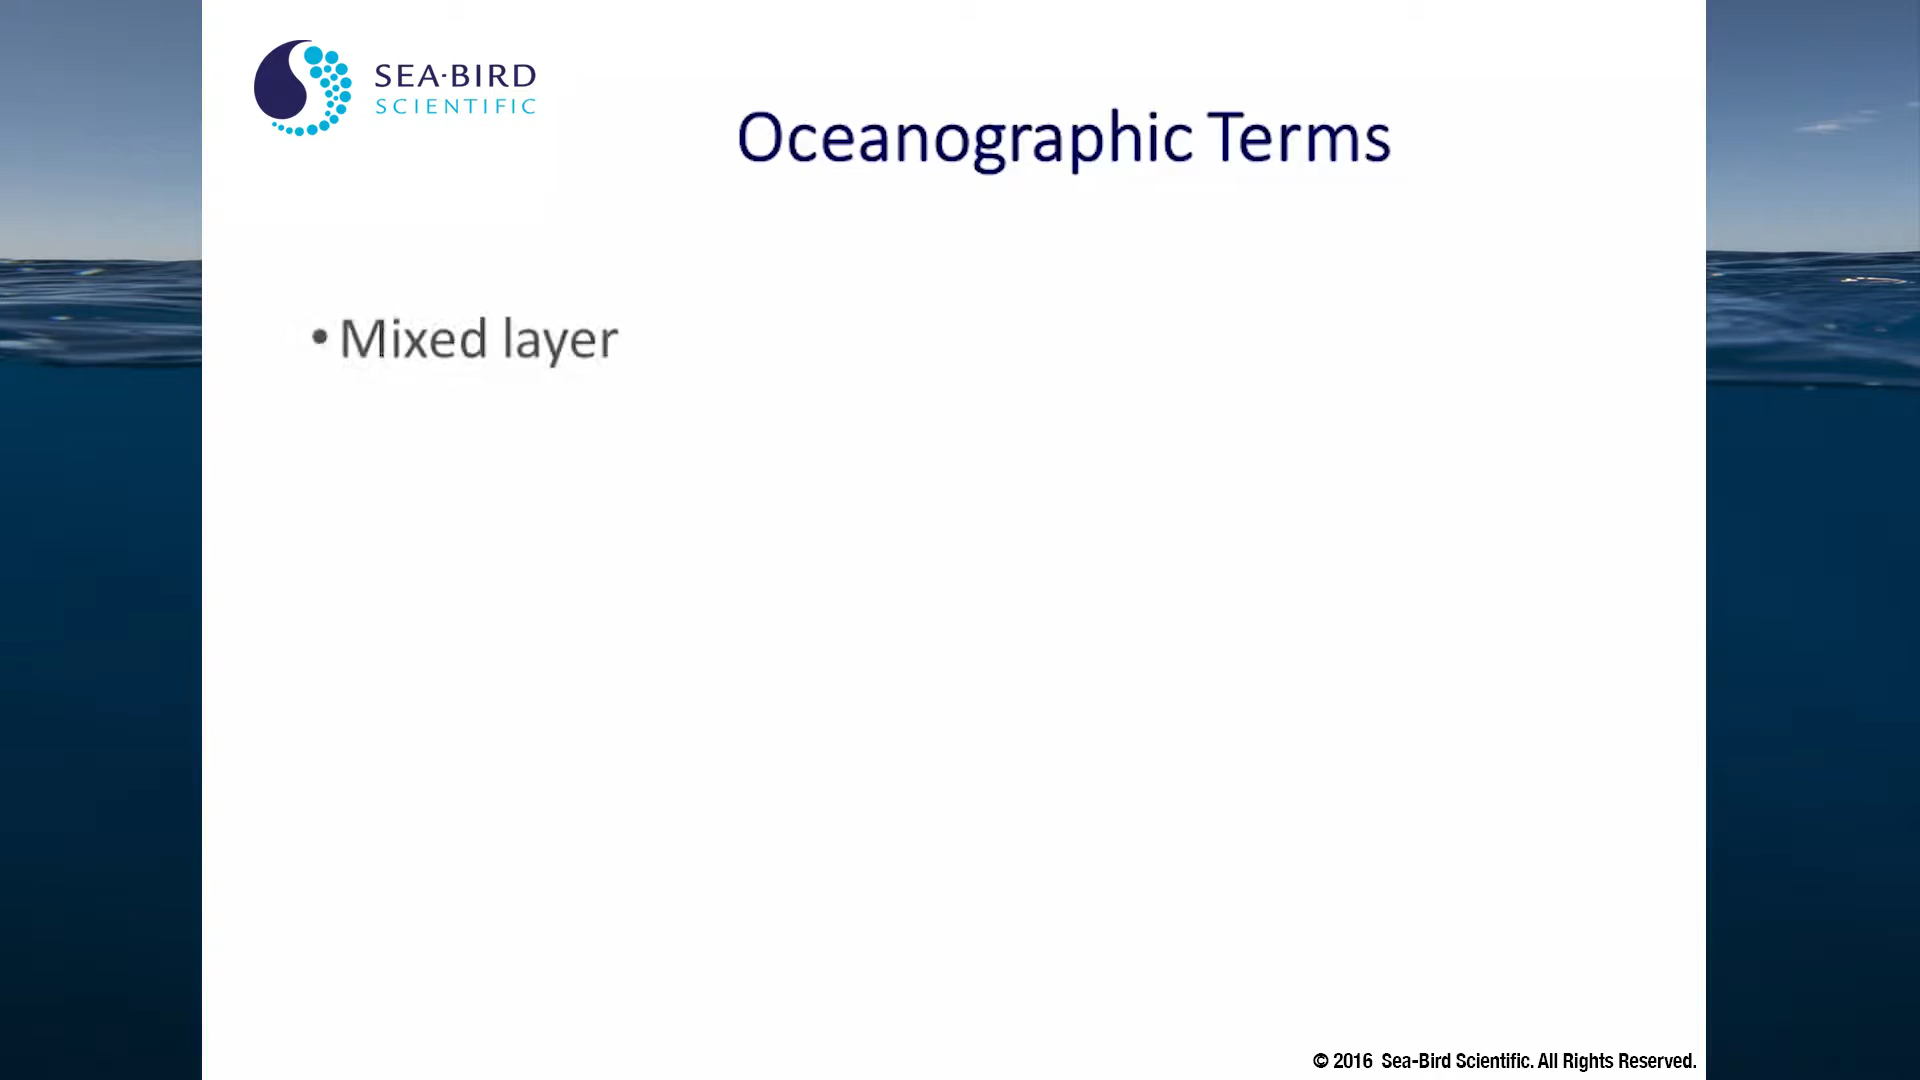 SEA·BIRD
SCIENTIFIC
Oceanographic Terms
• Mixed layer
© 2016 Sea-Bird Scientific. All Rights Reserved.